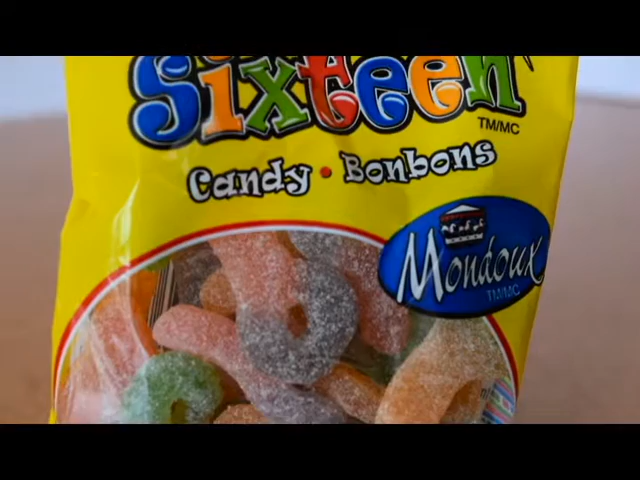 Sixteen
TM/MC
Candy • Bonbons
Mondoux
TM/MC